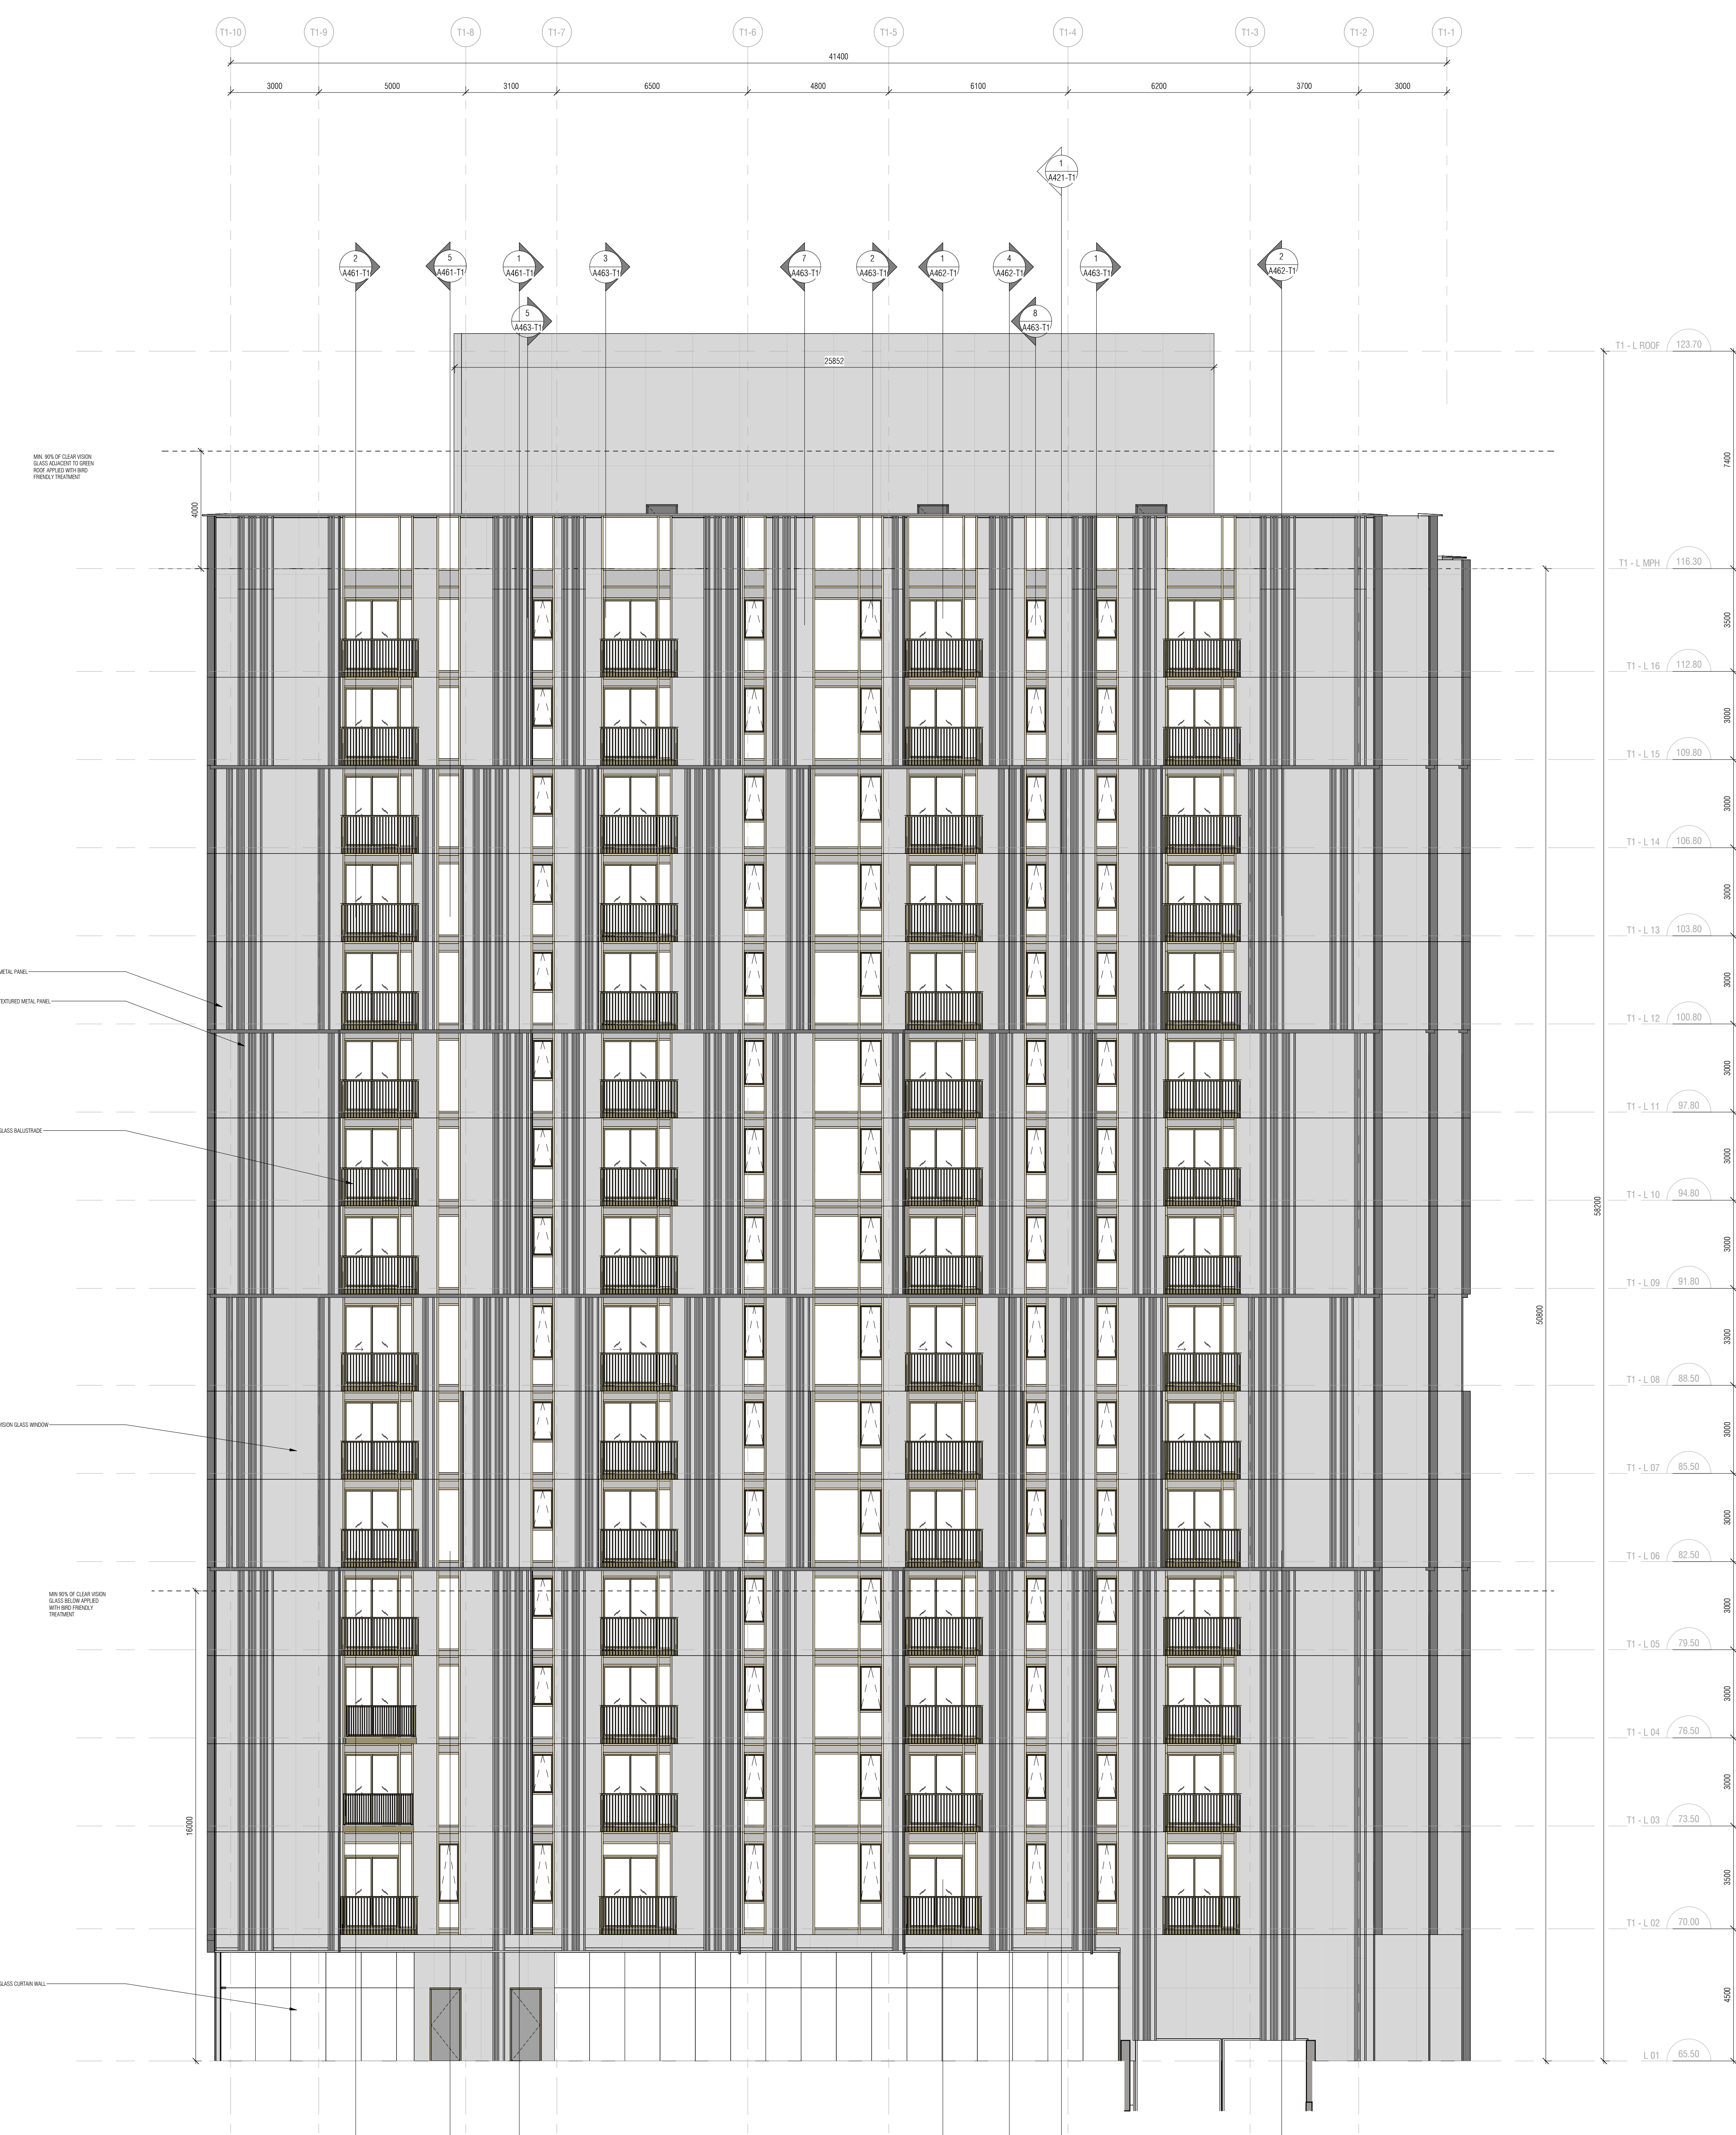 T1-10 T1-9 T1-8 T1-7 T1-6 T1-5 T1-4 T1-3 T1-2 T1-1
41400
3000 5000 3100 6500 4800 6100 6200 3700 3000
1
A421-T1
2 5 1 3 7 2 1 4 1 2
A461-T1 A461-T1 A461-T1 A463-T1 A463-T1 A463-T1 A462-T1 A462-T1 A463-T1 A462-T1
5 8
A463-T1 A463-T1
25852
T1 - L ROOF 123.70
MIN. 90% OF CLEAR VISION
GLASS ADJACENT TO GREEN
ROOF APPLIED WITH BIRD
FRIENDLY TREATMENT
7400
4000
T1 - L MPH 116.30
3500
T1 - L 16 112.80
3000
T1 - L 15 109.80
3000
T1 - L 14 106.80
3000
T1 - L 13 103.80
METAL PANEL
3000
TEXTURED METAL PANEL
T1 - L 12 100.80
3000
T1 - L 11 97.80
GLASS BALUSTRADE
3000
T1 - L 10 94.80
58200
3000
T1 - L 09 91.80
50800
3300
T1 - L 08 88.50
VISION GLASS WINDOW
3000
T1 - L 07 85.50
3000
T1 - L 06 82.50
MIN 90% OF CLEAR VISION
GLASS BELOW APPLIED
WITH BIRD FRIENDLY
TREATMENT
3000
T1 - L 05 79.50
3000
T1 - L 04 76.50
3000
16000
T1 - L 03 73.50
3500
T1 - L 02 70.00
GLASS CURTAIN WALL
4500
L 01 65.50